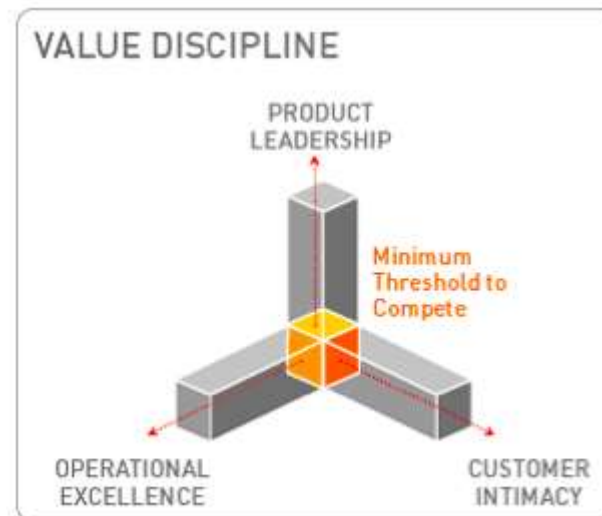 VALUE DISCIPLINE
PRODUCT
LEADERSHIP
Minimum
Threshold to
Compete
OPERATIONAL
EXCELLENCE
CUSTOMER
INTIMACY